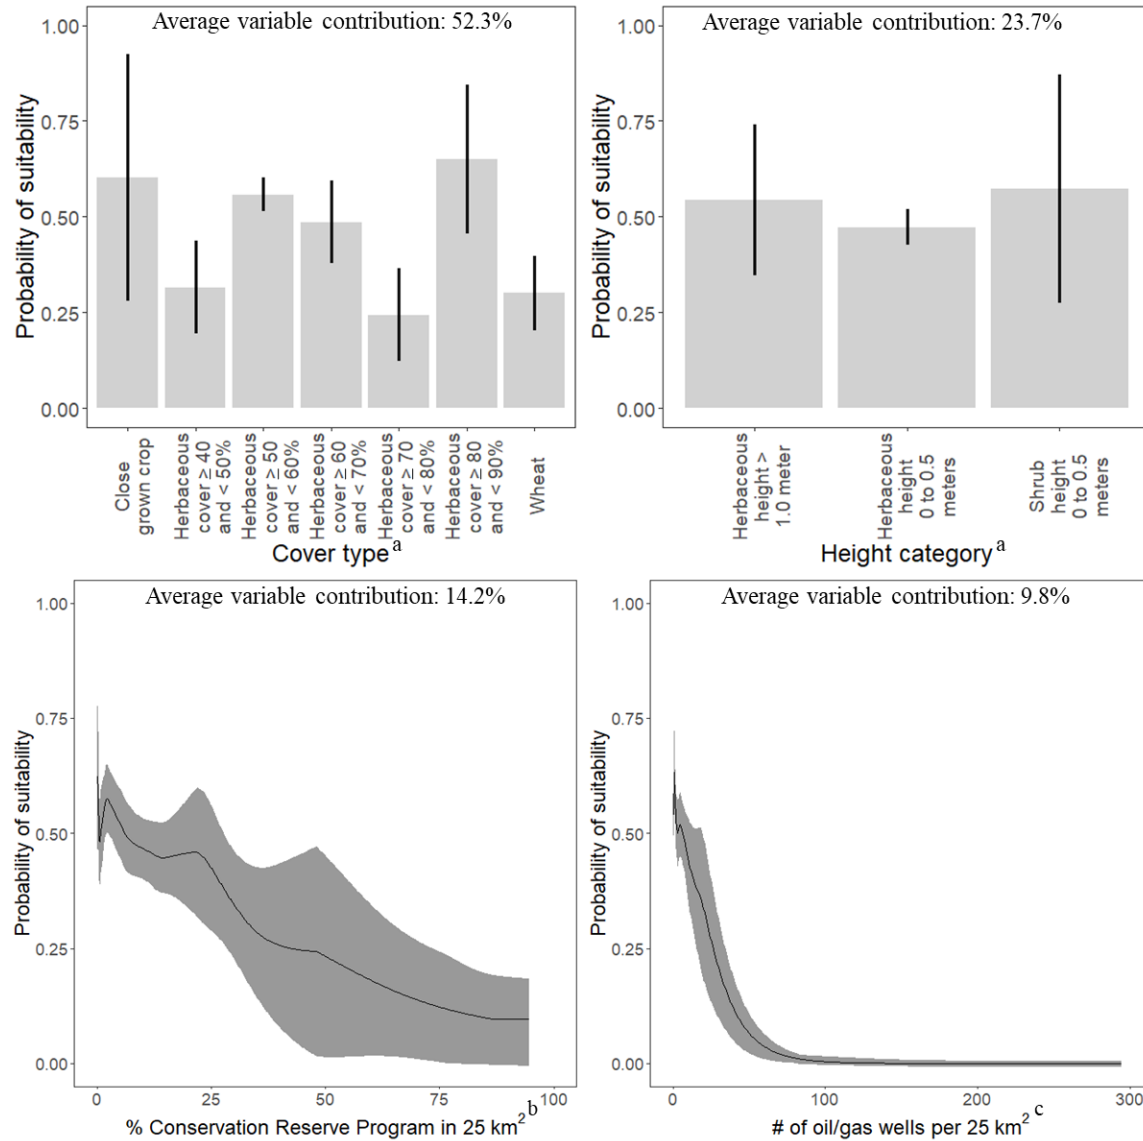 Average variable contribution: 52.3%
Probability of suitability
1.00
0.75
0.50
0.25
0.00
Close
grown crop
Herbaceous
cover ≥ 40
and < 50%
Herbaceous
cover ≥ 50
and < 60%
Herbaceous
cover ≥ 60
and < 70%
Herbaceous
cover ≥ 70
and < 80%
Herbaceous
cover ≥ 80
and < 90%
Wheat
Cover type a
Average variable contribution: 23.7%
Probability of suitability
1.00
0.75
0.50
0.25
0.00
Herbaceous
height >
1.0 meter
Herbaceous
height
0 to 0.5
meters
Shrub
height
0 to 0.5
meters
Height category a
Average variable contribution: 14.2%
Probability of suitability
1.00
0.75
0.50
0.25
0.00
0 25 50 75 100
% Conservation Reserve Program in 25 km² b
Average variable contribution: 9.8%
Probability of suitability
1.00
0.75
0.50
0.25
0.00
0 100 200 300
# of oil/gas wells per 25 km² c